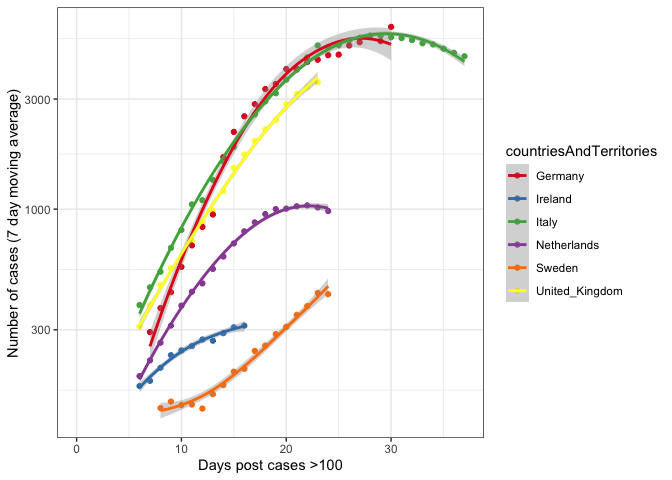 Number of cases (7 day moving average)
3000
1000
300
0
10
20
30
Days post cases >100
countriesAndTerritories
Germany
Ireland
Italy
Netherlands
Sweden
United_Kingdom